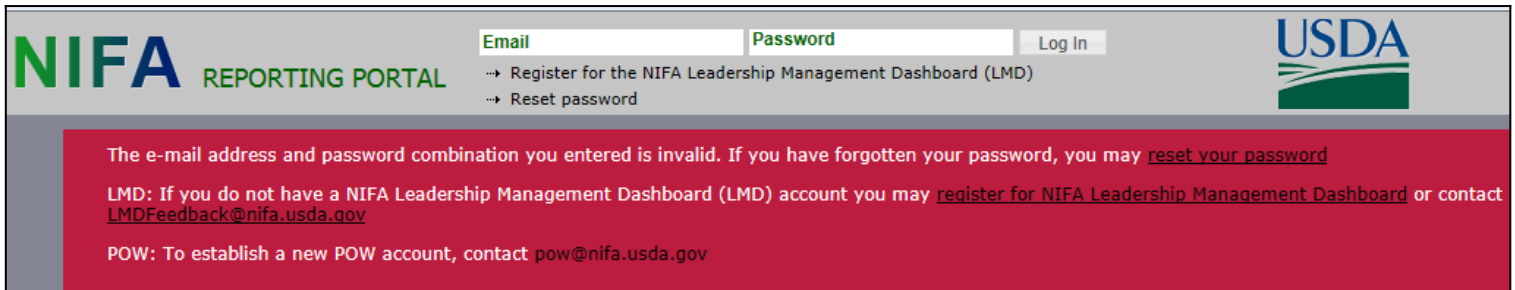 NIFA REPORTING PORTAL
Email Password Log In
Register for the NIFA Leadership Management Dashboard (LMD)
Reset password
USDA
The e-mail address and password combination you entered is invalid. If you have forgotten your password, you may reset your password
LMD: If you do not have a NIFA Leadership Management Dashboard (LMD) account you may register for NIFA Leadership Management Dashboard or contact
LMDFeedback@nifa.usda.gov
POW: To establish a new POW account, contact pow@nifa.usda.gov